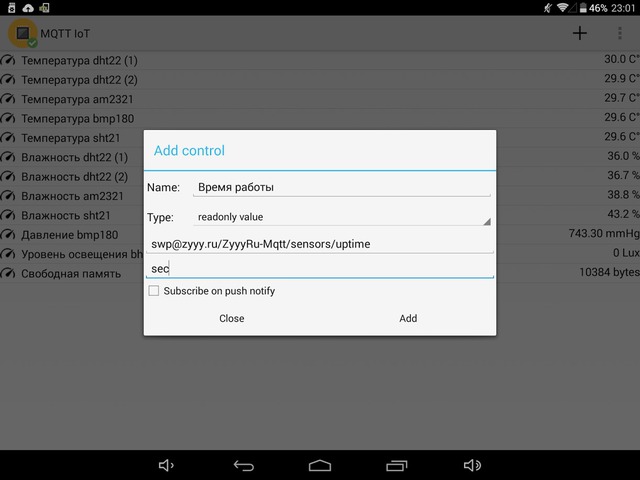 46% 23:01
MQTT IoT
Температура dht22 (1) 30.0 C°
Температура dht22 (2) 29.9 C°
Температура am2321 29.7 C°
Температура bmp180 29.6 C°
Температура sht21 29.6 C°
Влажность dht22 (1) 36.0 %
Влажность dht22 (2) 36.7 %
Влажность am2321 38.8 %
Влажность sht21 43.2 %
Давление bmp180 743.30 mmHg
Уровень освещения bh 0 Lux
Свободная память 10384 bytes
Add control
Name: Время работы
Type: readonly value
swp@zyyy.ru/ZyyyRu-Mqtt/sensors/uptime
sec
Subscribe on push notify
Close Add